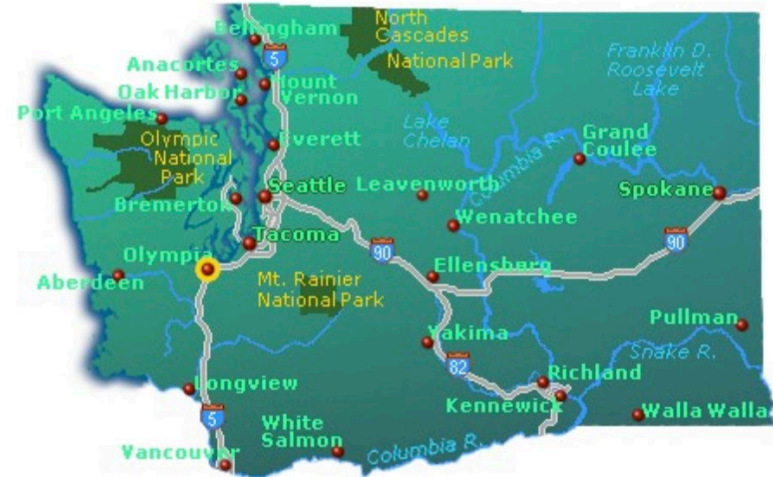 Bellingham
North
Cascades
National Park
5
Franklin D.
Roosevelt
Lake
Anacortes
Mount
Vernon
Oak Harbor
Port Angeles
Lake
Chelan
Columbia R.
Olympic
National
Park
Everett
Grand
Coulee
Seattle
Leavenworth
Spokane
Bremerton
Wenatchee
Tacoma
90
90
Olympia
Ellensburg
Aberdeen
Mt. Rainier
National Park
Pullman
Yakima
Snake R.
82
Richland
Longview
Kennewick
5
White
Salmon
Walla Walla
Vancouver
Columbia R.